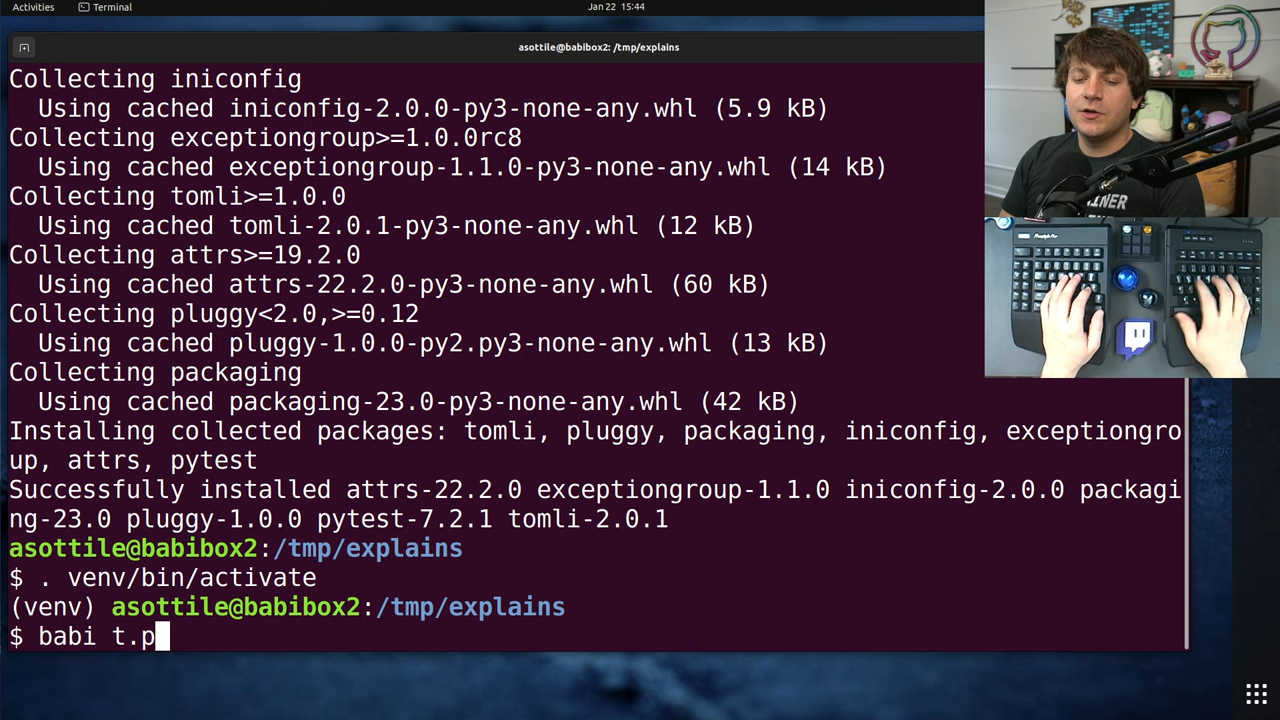 Activities
Terminal
Jan 22 15:44
asottile@babibox2: /tmp/explains
Collecting iniconfig
Using cached iniconfig-2.0.0-py3-none-any.whl (5.9 kB)
Collecting exceptiongroup>=1.0.0rc8
Using cached exceptiongroup-1.1.0-py3-none-any.whl (14 kB)
Collecting tomli>=1.0.0
Using cached tomli-2.0.1-py3-none-any.whl (12 kB)
Collecting attrs>=19.2.0
Using cached attrs-22.2.0-py3-none-any.whl (60 kB)
Collecting pluggy<2.0,>=0.12
Using cached pluggy-1.0.0-py2.py3-none-any.whl (13 kB)
Collecting packaging
Using cached packaging-23.0-py3-none-any.whl (42 kB)
Installing collected packages: tomli, pluggy, packaging, iniconfig, exceptiongro
up, attrs, pytest
Successfully installed attrs-22.2.0 exceptiongroup-1.1.0 iniconfig-2.0.0 packagi
ng-23.0 pluggy-1.0.0 pytest-7.2.1 tomli-2.0.1
asottile@babibox2:/tmp/explains
$ . venv/bin/activate
(venv) asottile@babibox2:/tmp/explains
$ babi t.p